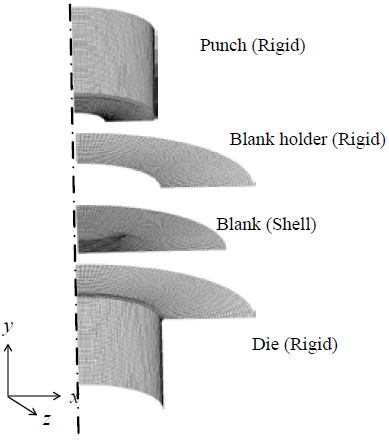 Punch (Rigid)
Blank holder (Rigid)
Blank (Shell)
Die (Rigid)
y
x
z